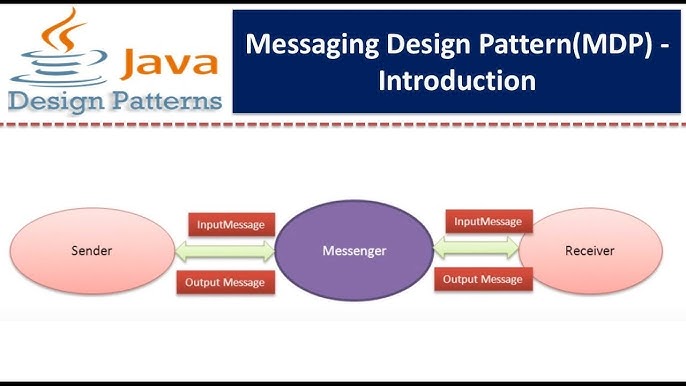 Java
Design Patterns
Messaging Design Pattern(MDP) -
Introduction
Sender
InputMessage
Output Message
Messenger
InputMessage
Output Message
Receiver